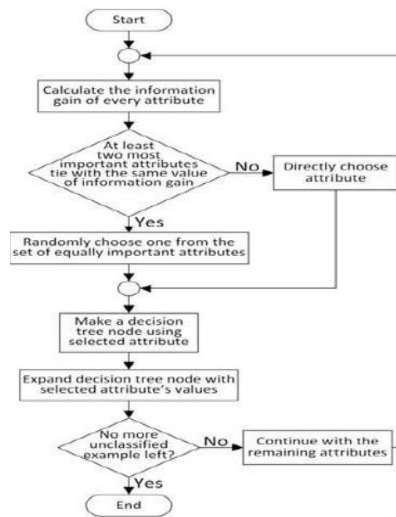 Start
Calculate the information
gain of every attribute
At least
two most
important attributes
tie with the same value
of information gain
No
Directly choose
attribute
Yes
Randomly choose one from the
set of equally important attributes
Make a decision
tree node using
selected attribute
Expand decision tree node with
selected attribute's values
No more
unclassified
example left?
No
Continue with the
remaining attributes
Yes
End